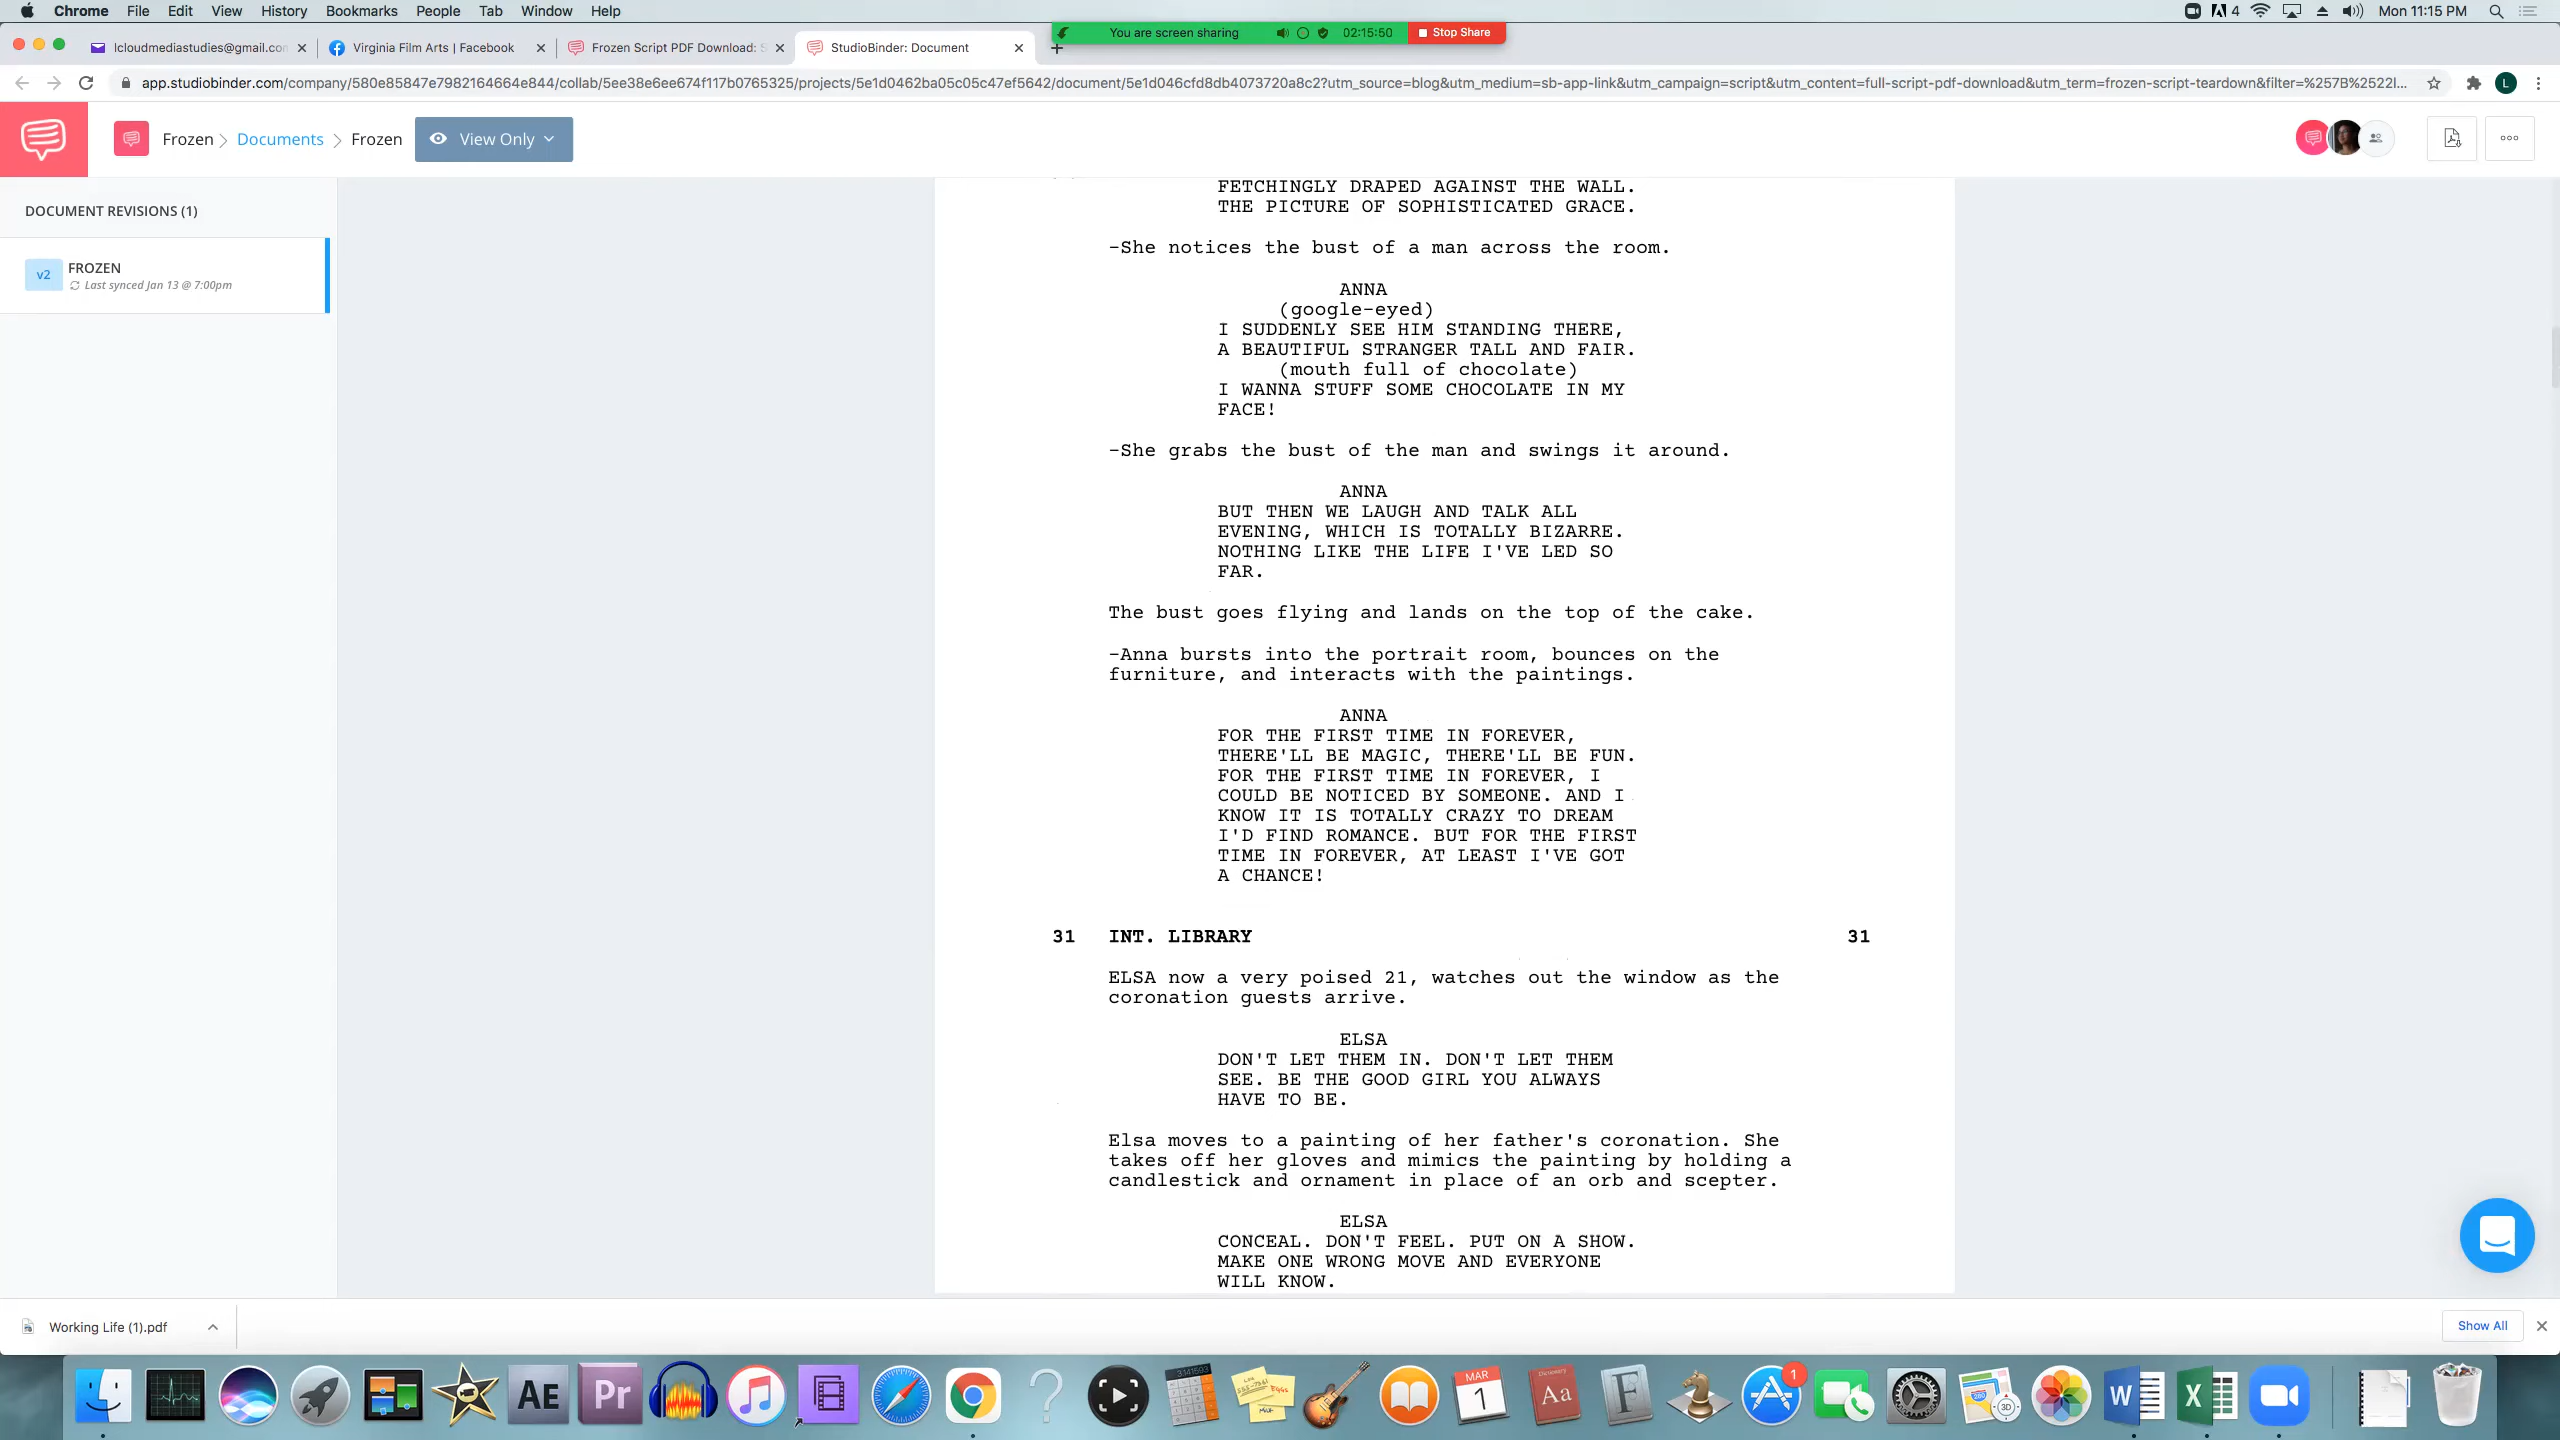 Chrome File Edit View History Bookmarks People Tab Window Help
4 Mon 11:15 PM
lcloudmediastudies@gmail.con
Virginia Film Arts | Facebook
Frozen Script PDF Download: S
StudioBinder: Document
You are screen sharing 02:15:50 Stop Share
app.studiobinder.com/company/580e85847e7982164664e844/collab/5ee38e6ee674f117b0765325/projects/5e1d0462ba05c05c47ef5642/document/5e1d046cfd8db4073720a8c2?utm_source=blog&utm_medium=sb-app-link&utm_campaign=script&utm_content=full-script-pdf-download&utm_term=frozen-script-teardown&filter=%257B%2522l...
L
Frozen > Documents > Frozen View Only
DOCUMENT REVISIONS (1)
v2 FROZEN
Last synced Jan 13 @ 7:00pm
FETCHINGLY DRAPED AGAINST THE WALL.
THE PICTURE OF SOPHISTICATED GRACE.
-She notices the bust of a man across the room.
ANNA
(google-eyed)
I SUDDENLY SEE HIM STANDING THERE,
A BEAUTIFUL STRANGER TALL AND FAIR.
(mouth full of chocolate)
I WANNA STUFF SOME CHOCOLATE IN MY
FACE!
-She grabs the bust of the man and swings it around.
ANNA
BUT THEN WE LAUGH AND TALK ALL
EVENING, WHICH IS TOTALLY BIZARRE.
NOTHING LIKE THE LIFE I'VE LED SO
FAR.
The bust goes flying and lands on the top of the cake.
-Anna bursts into the portrait room, bounces on the
furniture, and interacts with the paintings.
ANNA
FOR THE FIRST TIME IN FOREVER,
THERE'LL BE MAGIC, THERE'LL BE FUN.
FOR THE FIRST TIME IN FOREVER, I
COULD BE NOTICED BY SOMEONE. AND I
KNOW IT IS TOTALLY CRAZY TO DREAM
I'D FIND ROMANCE. BUT FOR THE FIRST
TIME IN FOREVER, AT LEAST I'VE GOT
A CHANCE!
31 INT. LIBRARY 31
ELSA now a very poised 21, watches out the window as the
coronation guests arrive.
ELSA
DON'T LET THEM IN. DON'T LET THEM
SEE. BE THE GOOD GIRL YOU ALWAYS
HAVE TO BE.
Elsa moves to a painting of her father's coronation. She
takes off her gloves and mimics the painting by holding a
candlestick and ornament in place of an orb and scepter.
ELSA
CONCEAL. DON'T FEEL. PUT ON A SHOW.
MAKE ONE WRONG MOVE AND EVERYONE
WILL KNOW.
Working Life (1).pdf
Show All
AE Pr MAR 1 Aa F 1 W X